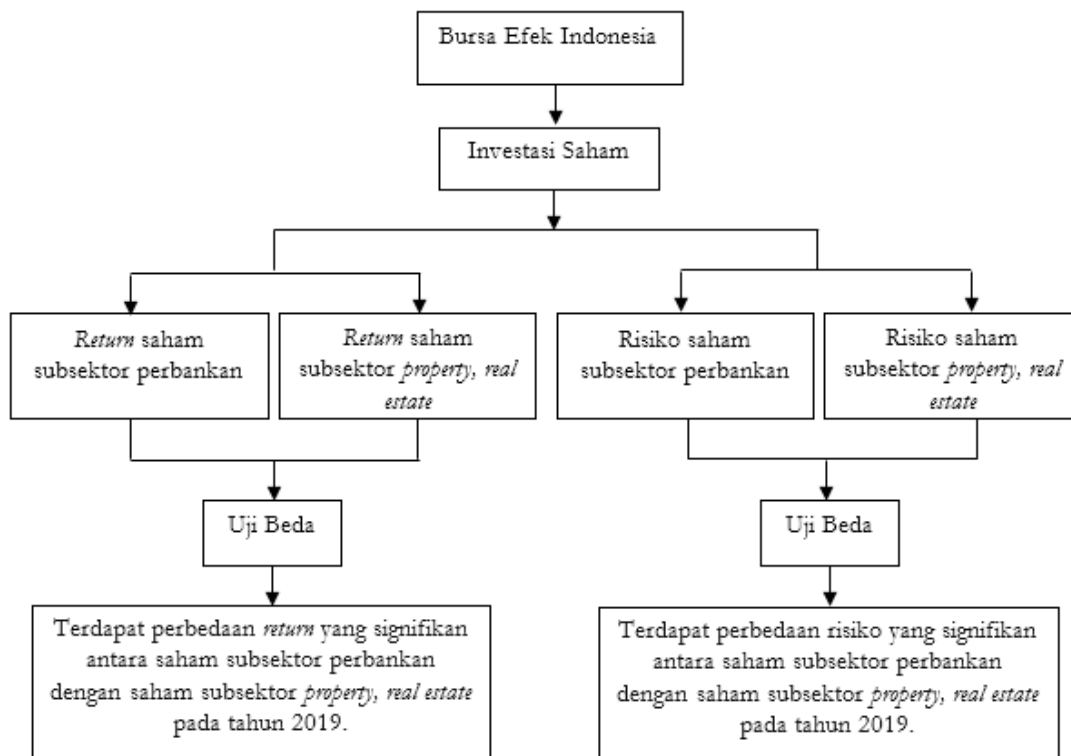 Bursa Efek Indonesia
Investasi Saham
Return saham
subsektor perbankan
Return saham
subsektor property, real
estate
Risiko saham
subsektor perbankan
Risiko saham
subsektor property, real
estate
Uji Beda
Uji Beda
Terdapat perbedaan return yang signifikan
antara saham subsektor perbankan
dengan saham subsektor property, real estate
pada tahun 2019.
Terdapat perbedaan risiko yang signifikan
antara saham subsektor perbankan
dengan saham subsektor property, real estate
pada tahun 2019.